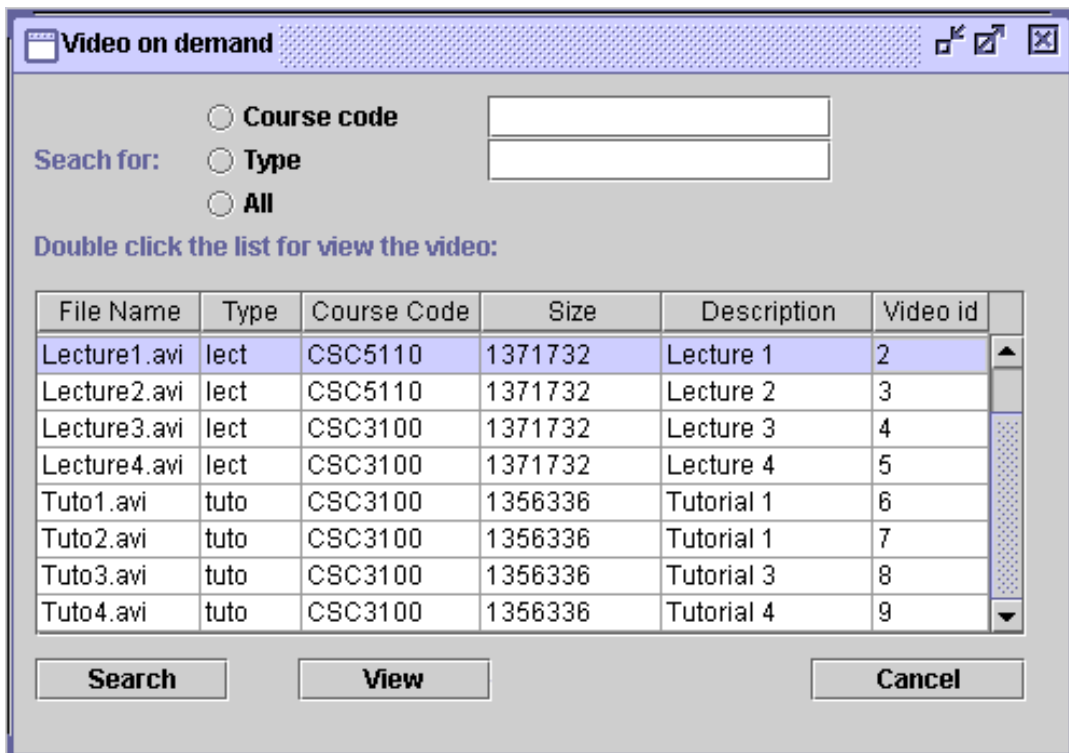 Video on demand
Course code
Seach for:
Type
All
Double click the list for view the video:
File Name Type Course Code Size Description Video id
Lecture1.avi lect CSC5110 1371732 Lecture 1 2
Lecture2.avi lect CSC5110 1371732 Lecture 2 3
Lecture3.avi lect CSC3100 1371732 Lecture 3 4
Lecture4.avi lect CSC3100 1371732 Lecture 4 5
Tuto1.avi tuto CSC3100 1356336 Tutorial 1 6
Tuto2.avi tuto CSC3100 1356336 Tutorial 1 7
Tuto3.avi tuto CSC3100 1356336 Tutorial 3 8
Tuto4.avi tuto CSC3100 1356336 Tutorial 4 9
Search View Cancel